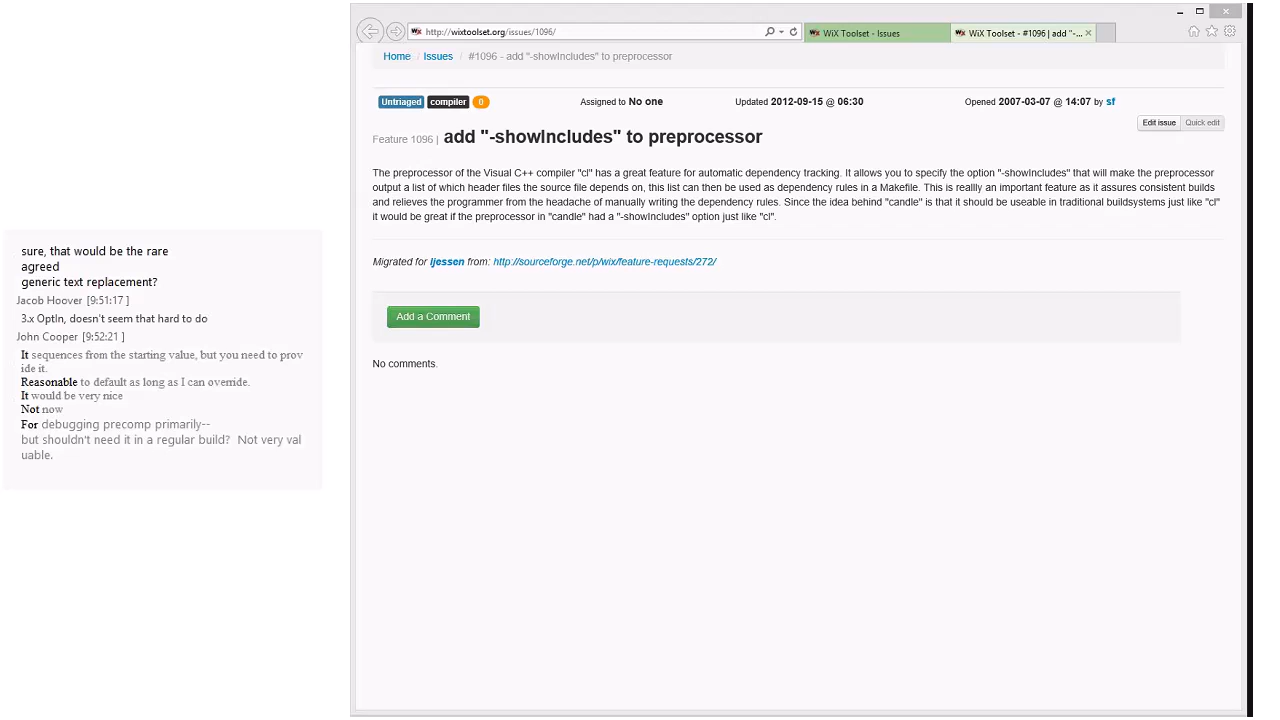 sure, that would be the rare
agreed
generic text replacement?
Jacob Hoover [9:51:17 ]
3.x OptIn, doesn't seem that hard to do
John Cooper [9:52:21 ]
It sequences from the starting value, but you need to prov
ide it.
Reasonable to default as long as I can override.
It would be very nice
Not now
For debugging precomp primarily--
but shouldn't need it in a regular build?  Not very val
uable.
http://wixtoolset.org/issues/1096/
WiX Toolset - Issues
WiX Toolset - #1096 | add "-...
Home / Issues / #1096 - add "-showIncludes" to preprocessor
Untriaged compiler 0 Assigned to No one Updated 2012-09-15 @ 06:30 Opened 2007-03-07 @ 14:07 by sf
Edit issue Quick edit
Feature 1096 | add "-showIncludes" to preprocessor
The preprocessor of the Visual C++ compiler "cl" has a great feature for automatic dependency tracking. It allows you to specify the option "-showIncludes" that will make the preprocessor
output a list of which header files the source file depends on, this list can then be used as dependency rules in a Makefile. This is reallly an important feature as it assures consistent builds
and relieves the programmer from the headache of manually writing the dependency rules. Since the idea behind "candle" is that it should be useable in traditional buildsystems just like "cl"
it would be great if the preprocessor in "candle" had a "-showIncludes" option just like "cl".
Migrated for ljessen from: http://sourceforge.net/p/wix/feature-requests/272/
Add a Comment
No comments.